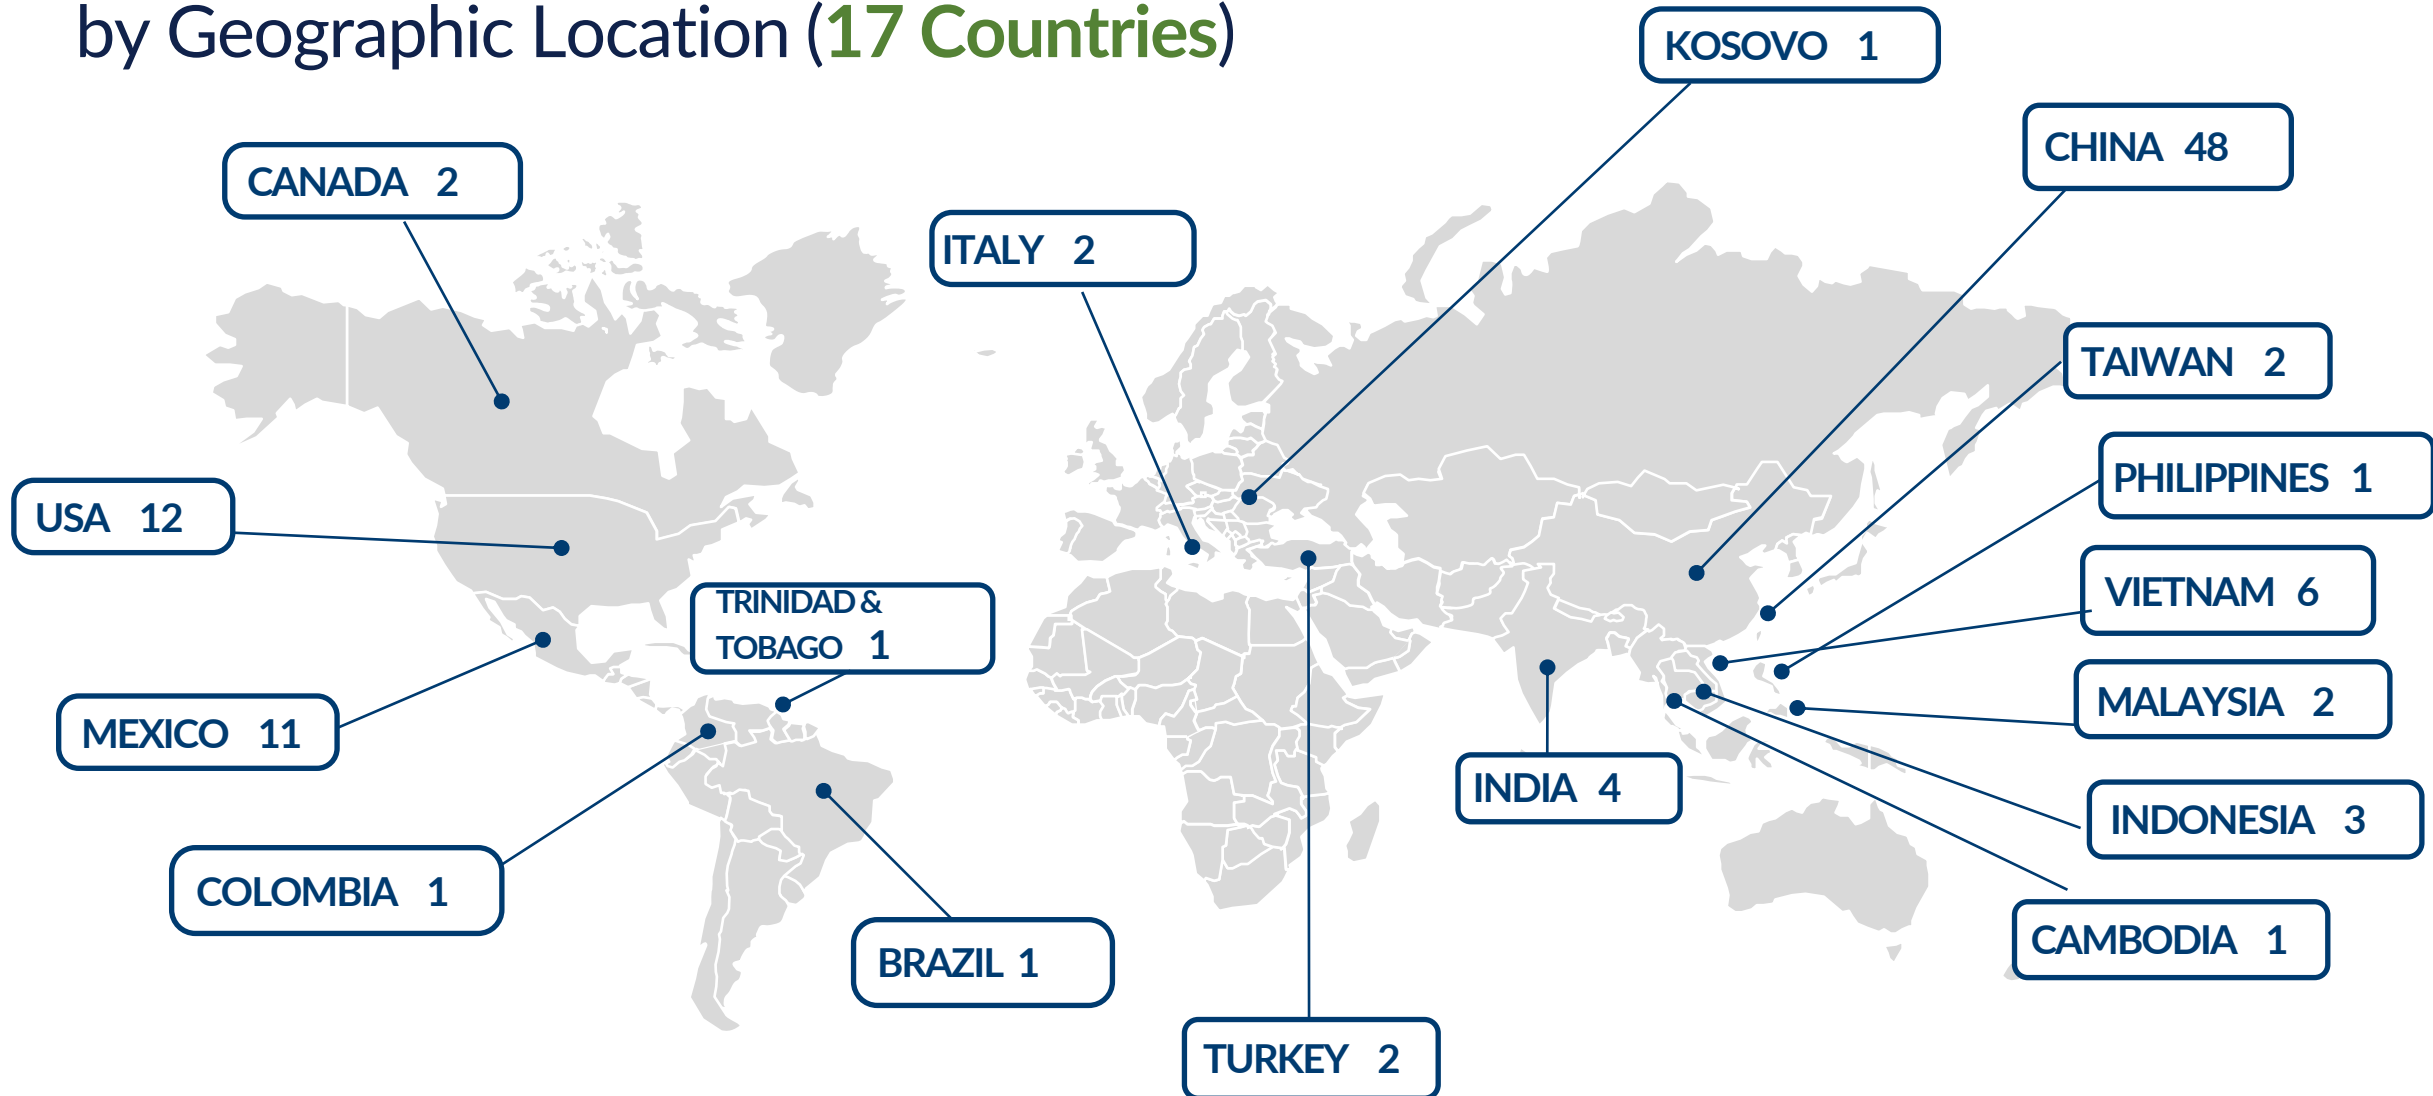 by Geographic Location (17 Countries)
KOSOVO 1
CHINA 48
CANADA 2
ITALY 2
TAIWAN 2
PHILIPPINES 1
USA 12
VIETNAM 6
TRINIDAD &
TOBAGO 1
MALAYSIA 2
MEXICO 11
INDIA 4
INDONESIA 3
COLOMBIA 1
CAMBODIA 1
BRAZIL 1
TURKEY 2